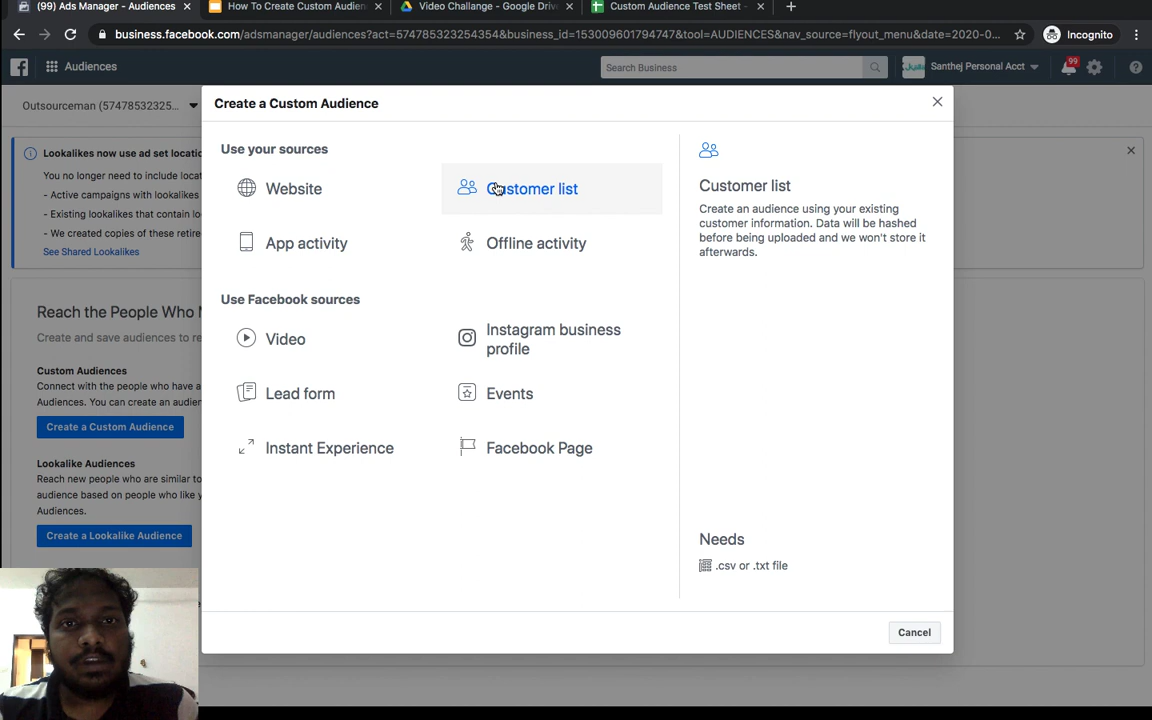 (99) Ads Manager - Audiences
How To Create Custom Audien
Video Challange - Google Driv
Custom Audience Test Sheet -
business.facebook.com/adsmanager/audiences?act=574785323254354&business_id=153009601794747&tool=AUDIENCES&nav_source=flyout_menu&date=2020-0...
Incognito
Audiences
Search Business
Santhej Personal Acct
99
Outsourceman (57478532325...
Create a Custom Audience
Lookalikes now use ad set locatio
You no longer need to include locat
- Active campaigns with lookalikes
- Existing lookalikes that contain lo
- We created copies of these retire
See Shared Lookalikes
Use your sources
Website
Customer list
App activity
Offline activity
Use Facebook sources
Video
Instagram business
profile
Lead form
Events
Instant Experience
Facebook Page
Customer list
Create an audience using your existing
customer information. Data will be hashed
before being uploaded and we won't store it
afterwards.
Needs
.csv or .txt file
Cancel
Reach the People Who
Create and save audiences to re
Custom Audiences
Connect with the people who have a
Audiences. You can create an audien
Create a Custom Audience
Lookalike Audiences
Reach new people who are similar to
audience based on people who like y
Audiences.
Create a Lookalike Audience